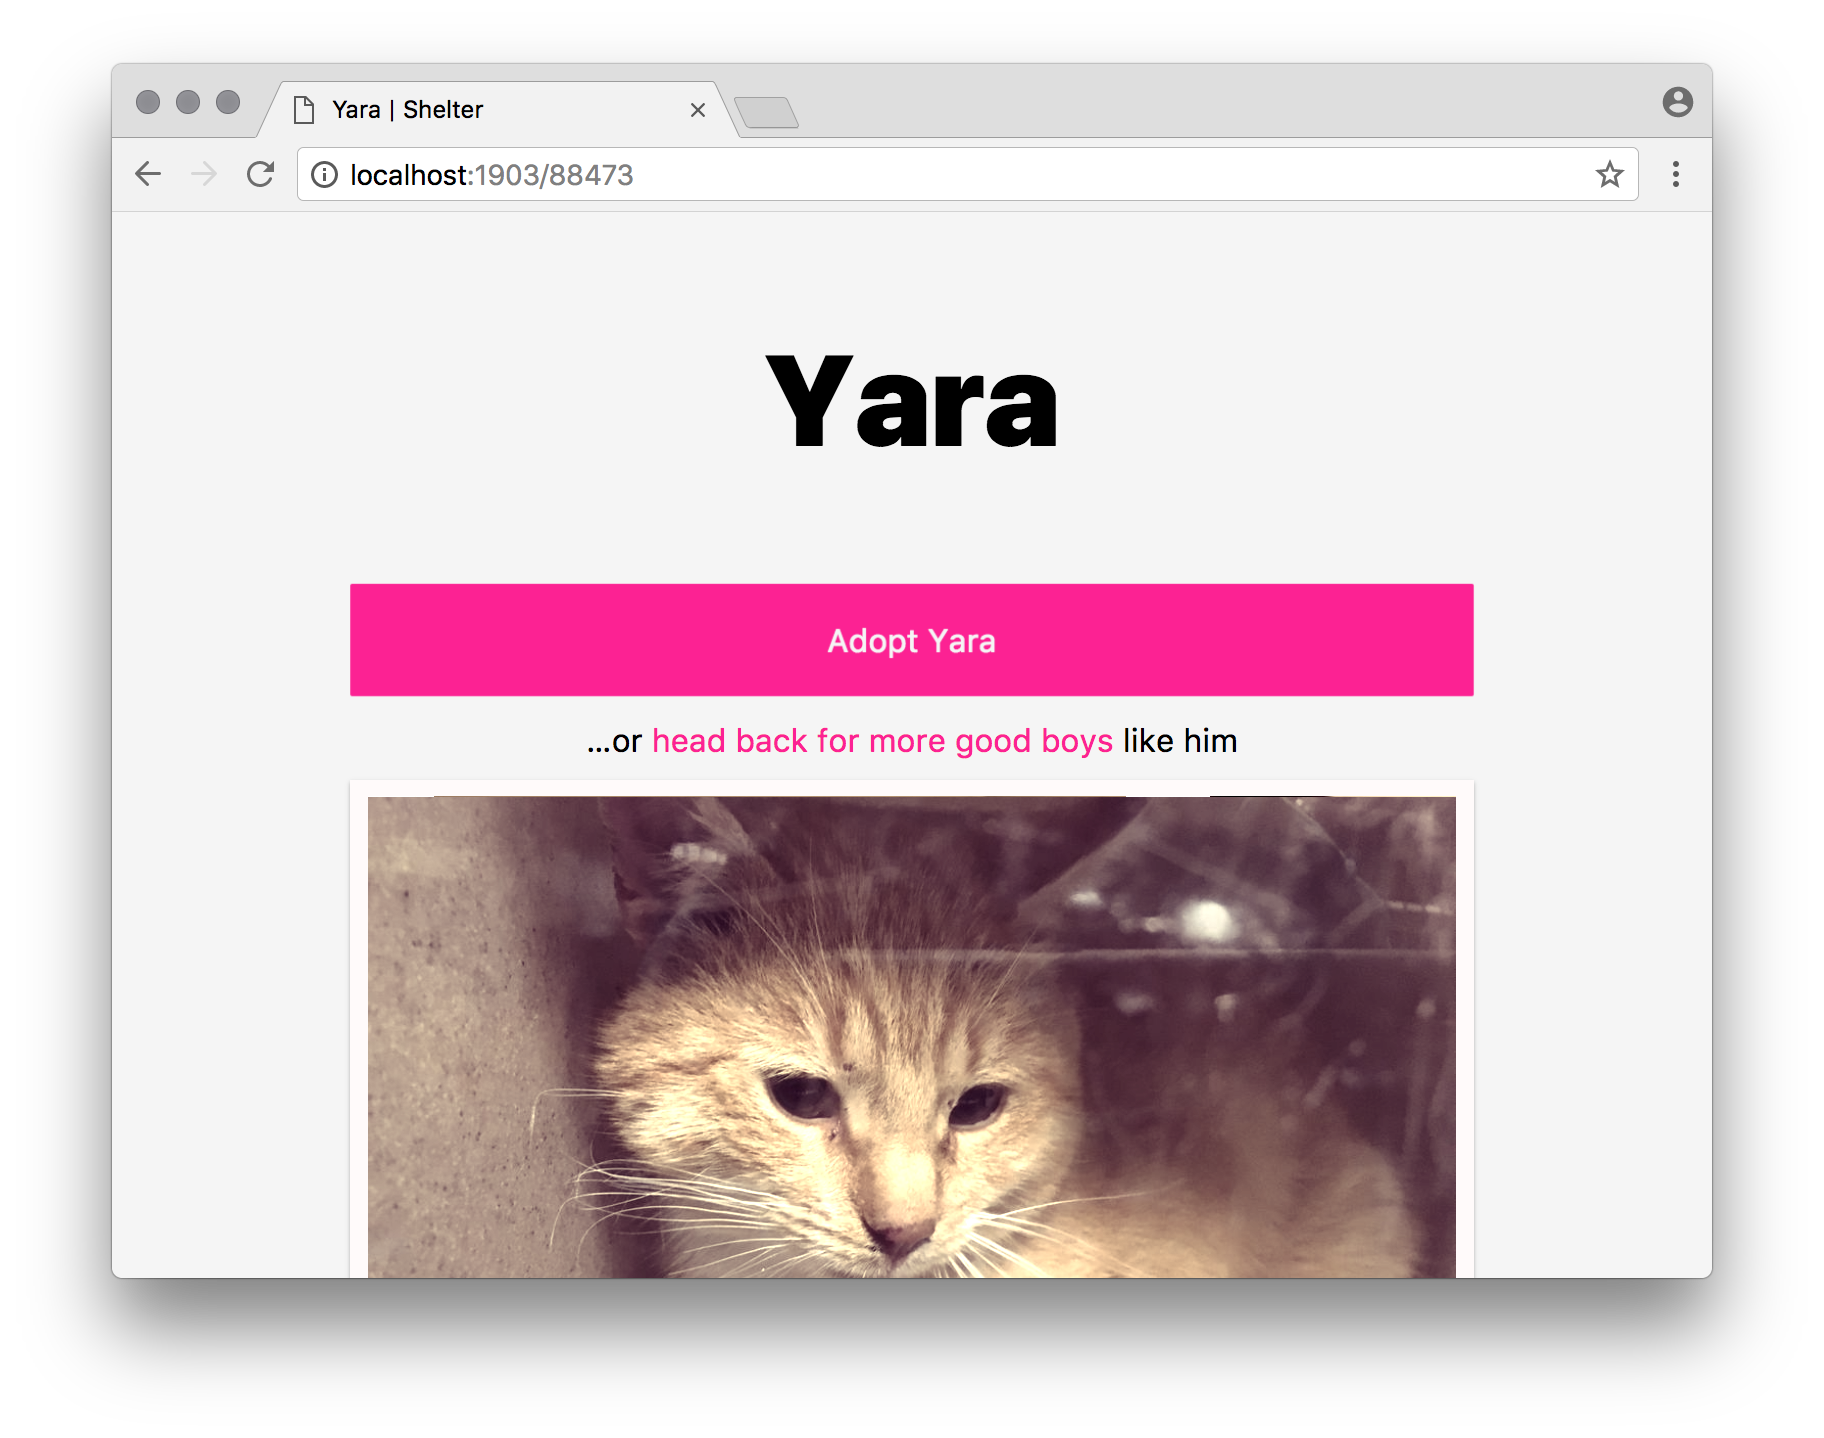 Yara | Shelter
localhost:1903/88473
Yara
Adopt Yara
…or head back for more good boys like him